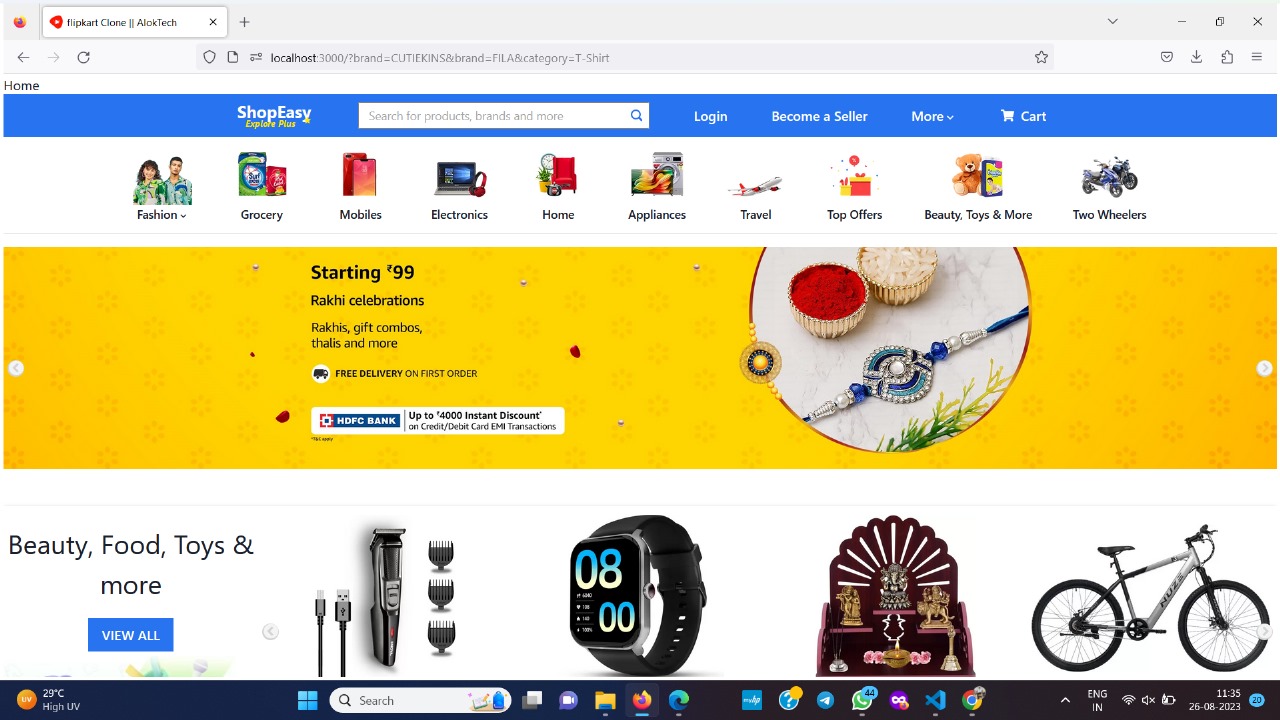 flipkart Clone || AlokTech
localhost:3000/?brand=CUTIEKINS&brand=FILA&category=T-Shirt
Home
ShopEasy
Explore Plus
Search for products, brands and more
Login
Become a Seller
More
Cart
Fashion
Grocery
Mobiles
Electronics
Home
Appliances
Travel
Top Offers
Beauty, Toys & More
Two Wheelers
Starting ₹99
Rakhi celebrations
Rakhis, gift combos,
thalis and more
FREE DELIVERY ON FIRST ORDER
HDFC BANK
Up to ₹4000 Instant Discount*
on Credit/Debit Card EMI Transactions
*T&C apply
Beauty, Food, Toys &
more
VIEW ALL
08
00
UV
29°C
High UV
Search
44
ENG
IN
11:35
26-08-2023
20